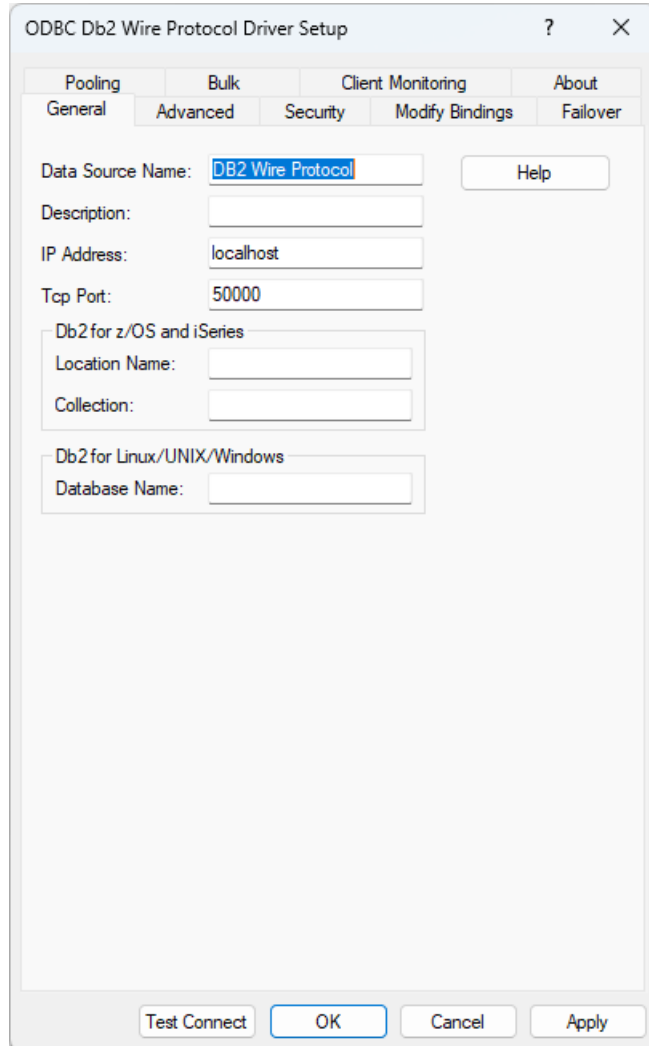 ODBC Db2 Wire Protocol Driver Setup ?
Pooling Bulk Client Monitoring About
General Advanced Security Modify Bindings Failover
Data Source Name: DB2 Wire Protocol Help
Description:
IP Address: localhost
Tcp Port: 50000
Db2 for z/OS and iSeries
Location Name:
Collection:
Db2 for Linux/UNIX/Windows
Database Name:
Test Connect OK Cancel Apply